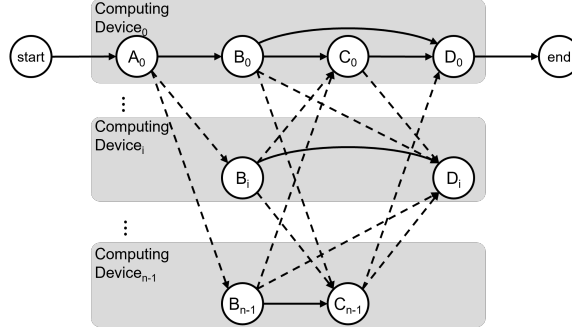 Computing
Device₀
start
A₀
B₀
C₀
D₀
end
Computing
Deviceᵢ
Bᵢ
Dᵢ
Computing
Deviceₙ₋₁
Bₙ₋₁
Cₙ₋₁